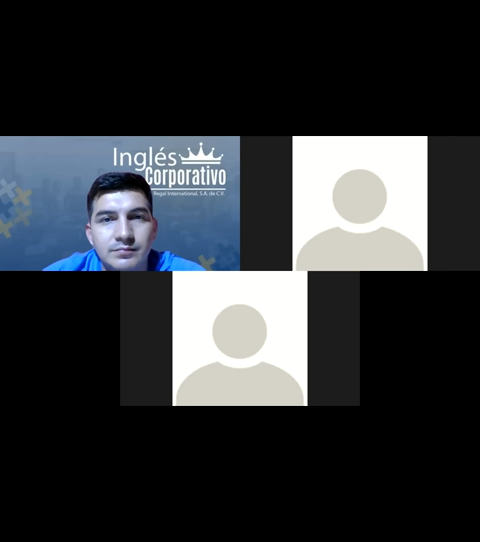 Inglés
Corporativo
Regal International, S.A. de C.V.